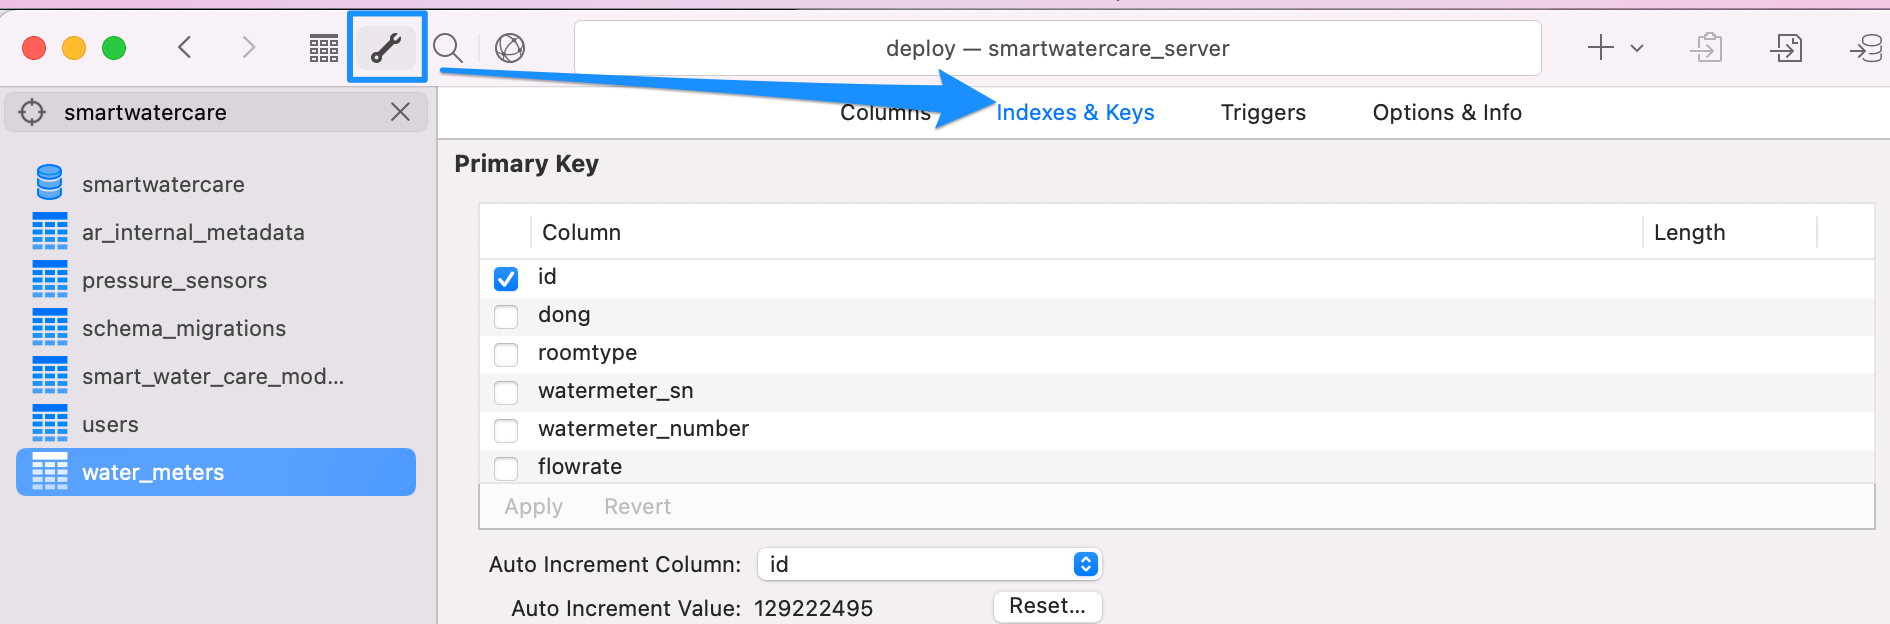 deploy — smartwatercare_server
smartwatercare
Columns
Indexes & Keys
Triggers
Options & Info
smartwatercare
ar_internal_metadata
pressure_sensors
schema_migrations
smart_water_care_mod...
users
water_meters
Primary Key
Column
Length
id
dong
roomtype
watermeter_sn
watermeter_number
flowrate
Apply
Revert
Auto Increment Column: id
Auto Increment Value: 129222495
Reset...